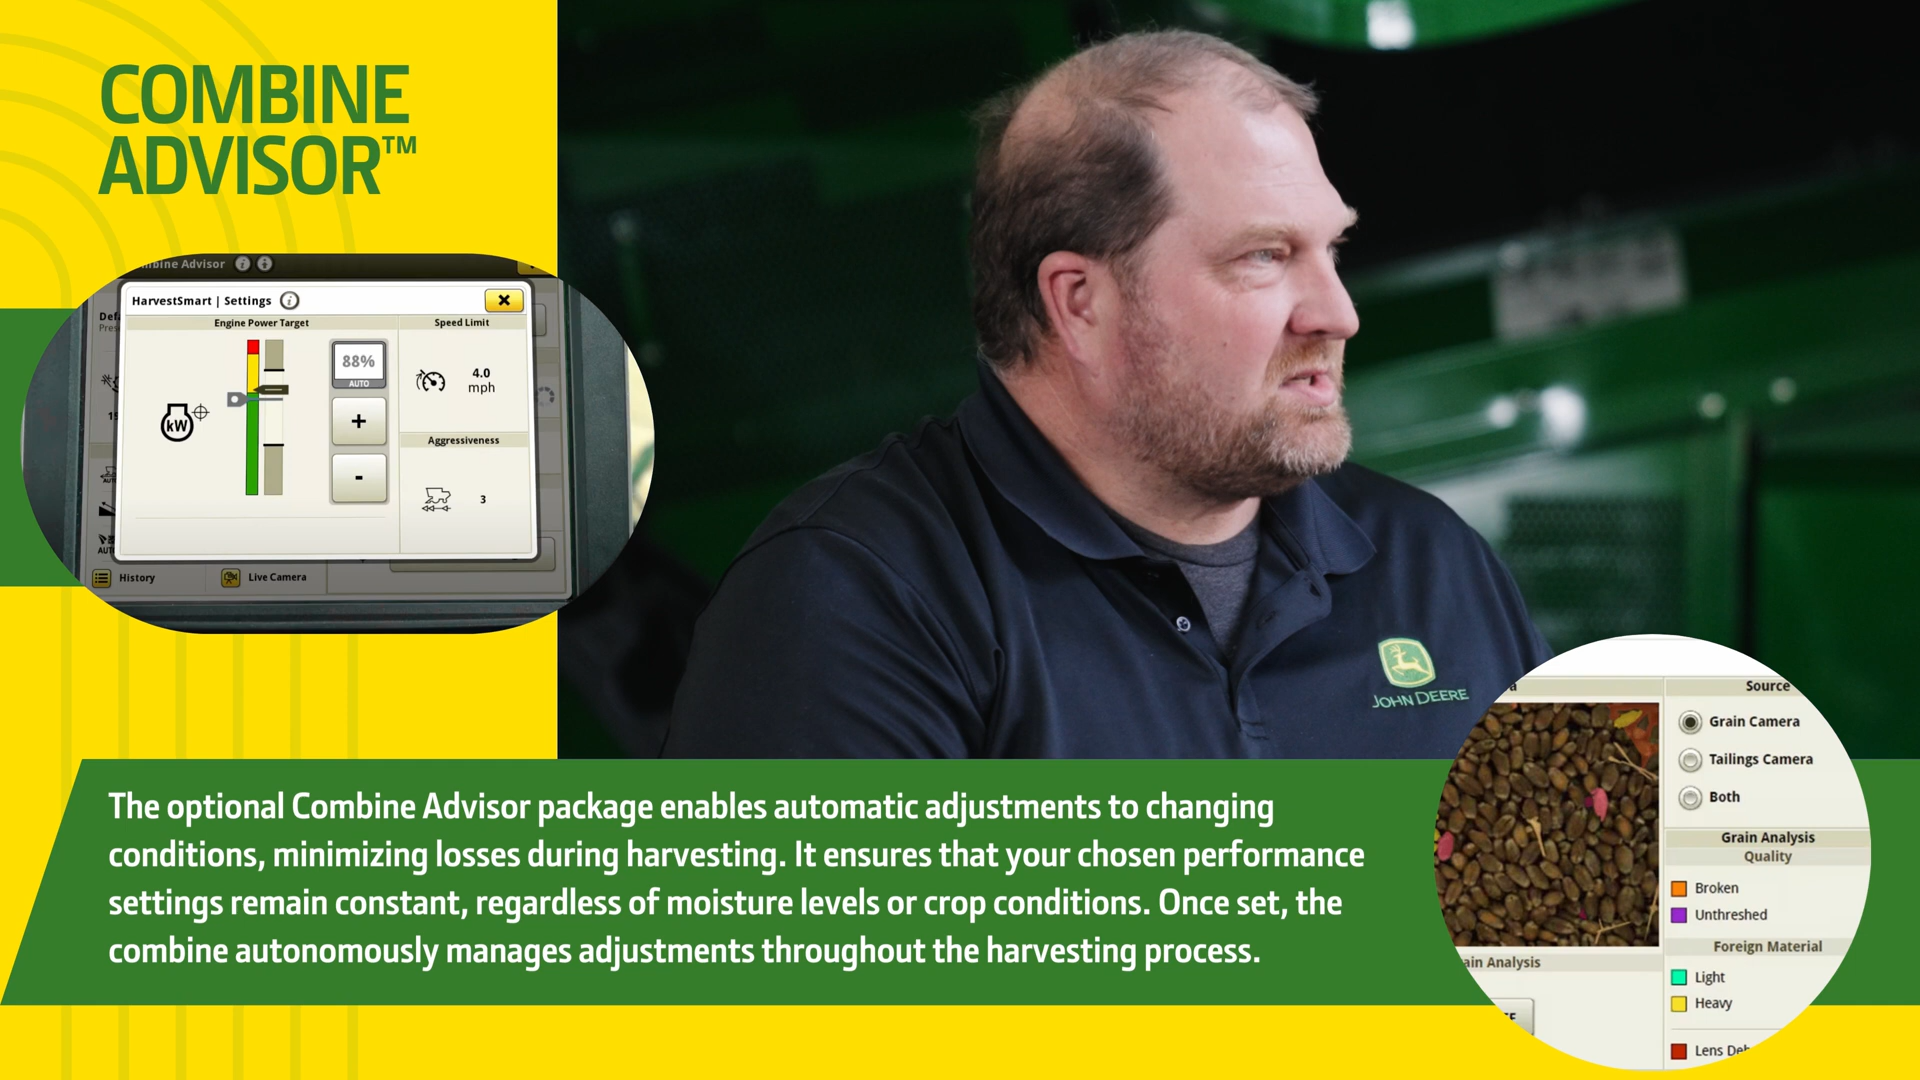 COMBINE
ADVISOR™
Combine Advisor
HarvestSmart | Settings
Engine Power Target
Speed Limit
88%
AUTO
4.0
mph
kW
+
Aggressiveness
-
3
History
Live Camera
JOHN DEERE
Source
Grain Camera
Tailings Camera
Both
Grain Analysis
Quality
Broken
Unthreshed
Foreign Material
Light
Heavy
Lens
The optional Combine Advisor package enables automatic adjustments to changing
conditions, minimizing losses during harvesting. It ensures that your chosen performance
settings remain constant, regardless of moisture levels or crop conditions. Once set, the
combine autonomously manages adjustments throughout the harvesting process.